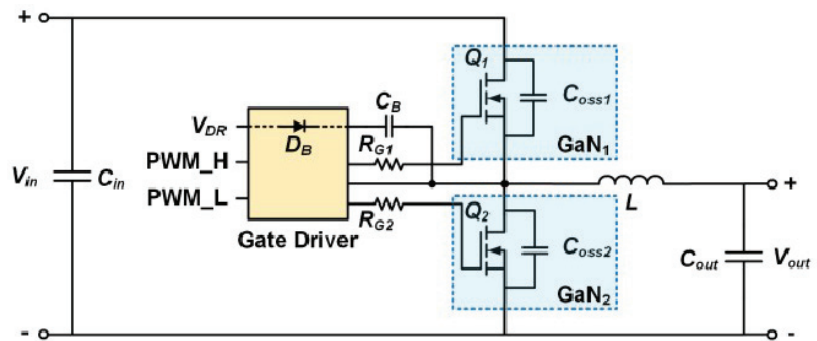 +
Q1
Coss1
GaN1
CB
VDR
DB
RG1
PWM_H
Vin
Cin
PWM_L
RG2
Gate Driver
Q2
Coss2
GaN2
L
+
Cout
Vout
-
-